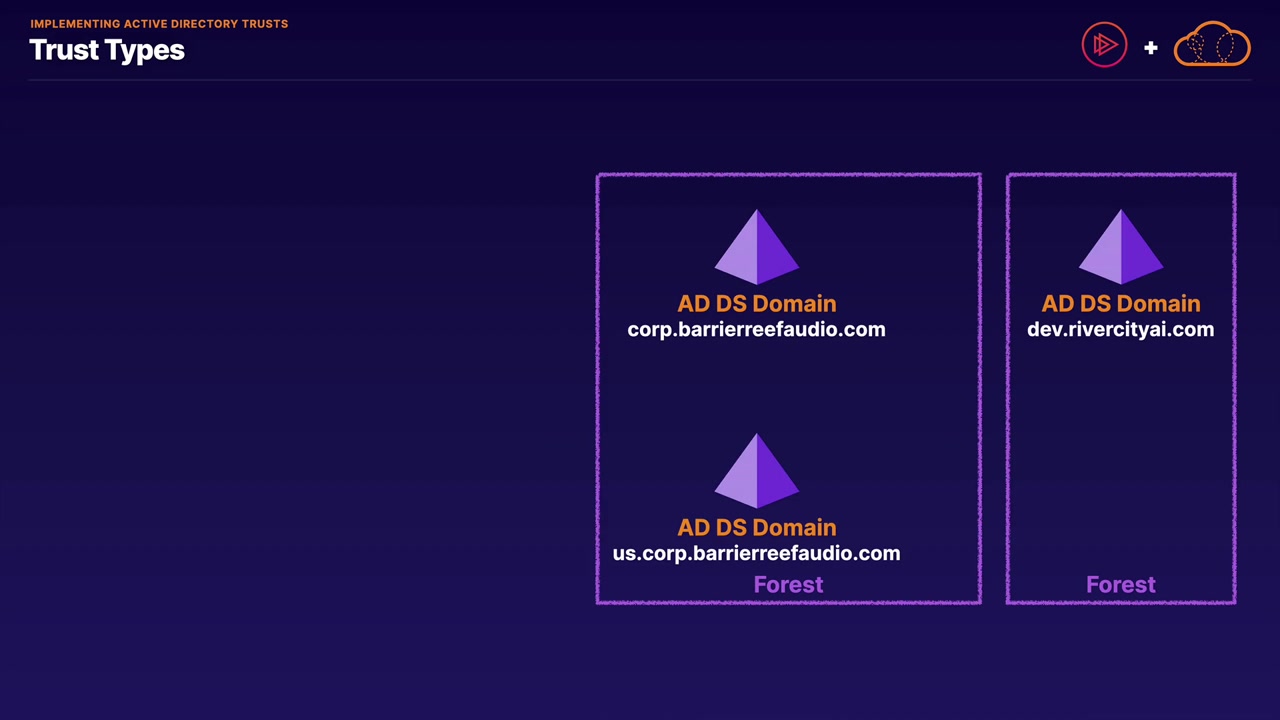 IMPLEMENTING ACTIVE DIRECTORY TRUSTS
Trust Types
+
AD DS Domain
corp.barrierreefaudio.com
AD DS Domain
us.corp.barrierreefaudio.com
Forest
AD DS Domain
dev.rivercityai.com
Forest